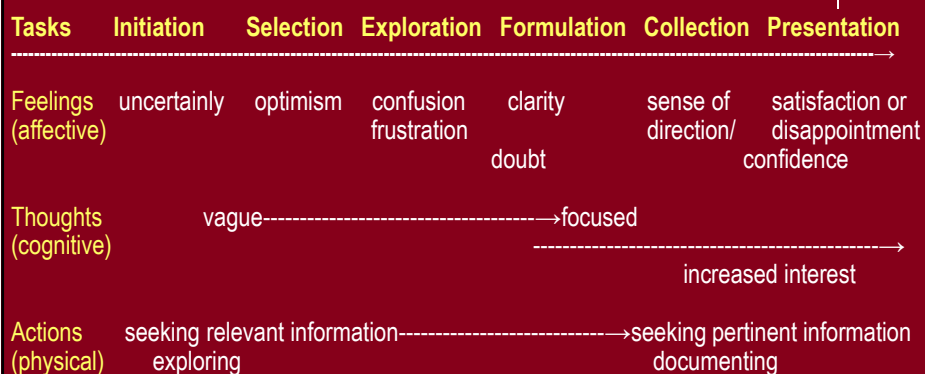 Tasks Initiation Selection Exploration Formulation Collection Presentation
---------------------------------------------------------------------------→
Feelings uncertainly optimism confusion clarity sense of satisfaction or
(affective) frustration direction/ disappointment
doubt confidence
Thoughts vague-------------------------------------→focused
(cognitive) -----------------------------------------------→
increased interest
Actions seeking relevant information----------------------------→seeking pertinent information
(physical) exploring documenting